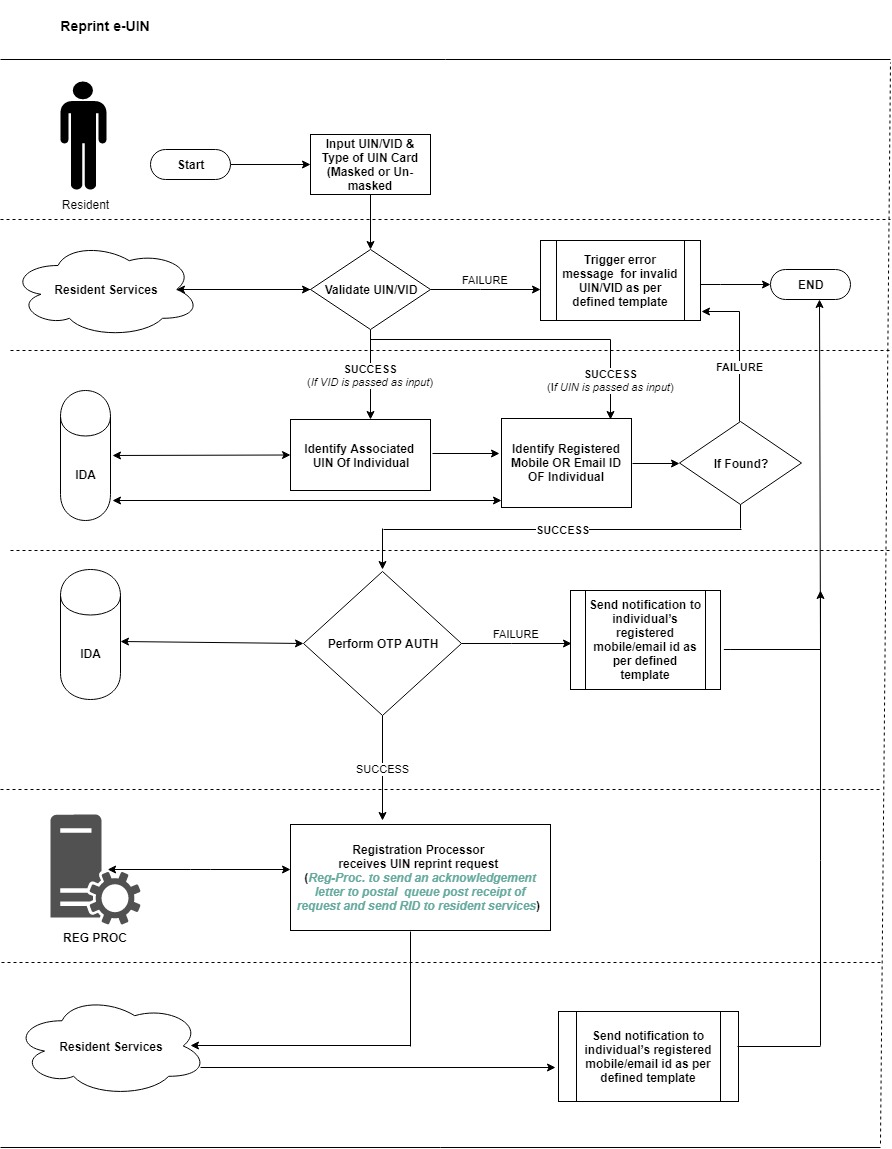 Reprint e-UIN
Resident
Start
Input UIN/VID &
Type of UIN Card
(Masked or Un-
masked
Resident Services
Validate UIN/VID
FAILURE
Trigger error
message for invalid
UIN/VID as per
defined template
END
SUCCESS
(If VID is passed as input)
SUCCESS
(If UIN is passed as input)
FAILURE
IDA
Identify Associated
UIN Of Individual
Identify Registered
Mobile OR Email ID
OF Individual
If Found?
SUCCESS
IDA
Perform OTP AUTH
FAILURE
Send notification to
individual's
registered
mobile/email id as
per defined
template
SUCCESS
REG PROC
Registration Processor
receives UIN reprint request
(Reg-Proc. to send an acknowledgement
letter to postal queue post receipt of
request and send RID to resident services)
Resident Services
Send notification to
individual's registered
mobile/email id as per
defined template